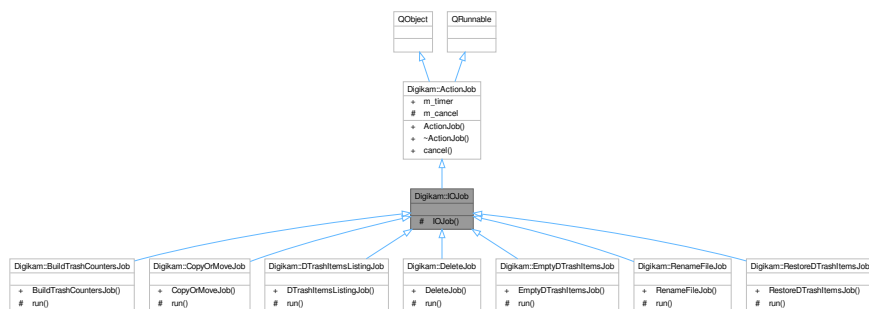 QObject
QRunnable
Digikam::ActionJob
+ m_timer
# m_cancel
+ ActionJob()
+ ~ActionJob()
+ cancel()
Digikam::IOJob
# IOJob()
Digikam::BuildTrashCountersJob
+ BuildTrashCountersJob()
# run()
Digikam::CopyOrMoveJob
+ CopyOrMoveJob()
# run()
Digikam::DTrashItemsListingJob
+ DTrashItemsListingJob()
# run()
Digikam::DeleteJob
+ DeleteJob()
# run()
Digikam::EmptyDTrashItemsJob
+ EmptyDTrashItemsJob()
# run()
Digikam::RenameFileJob
+ RenameFileJob()
# run()
Digikam::RestoreDTrashItemsJob
+ RestoreDTrashItemsJob()
# run()